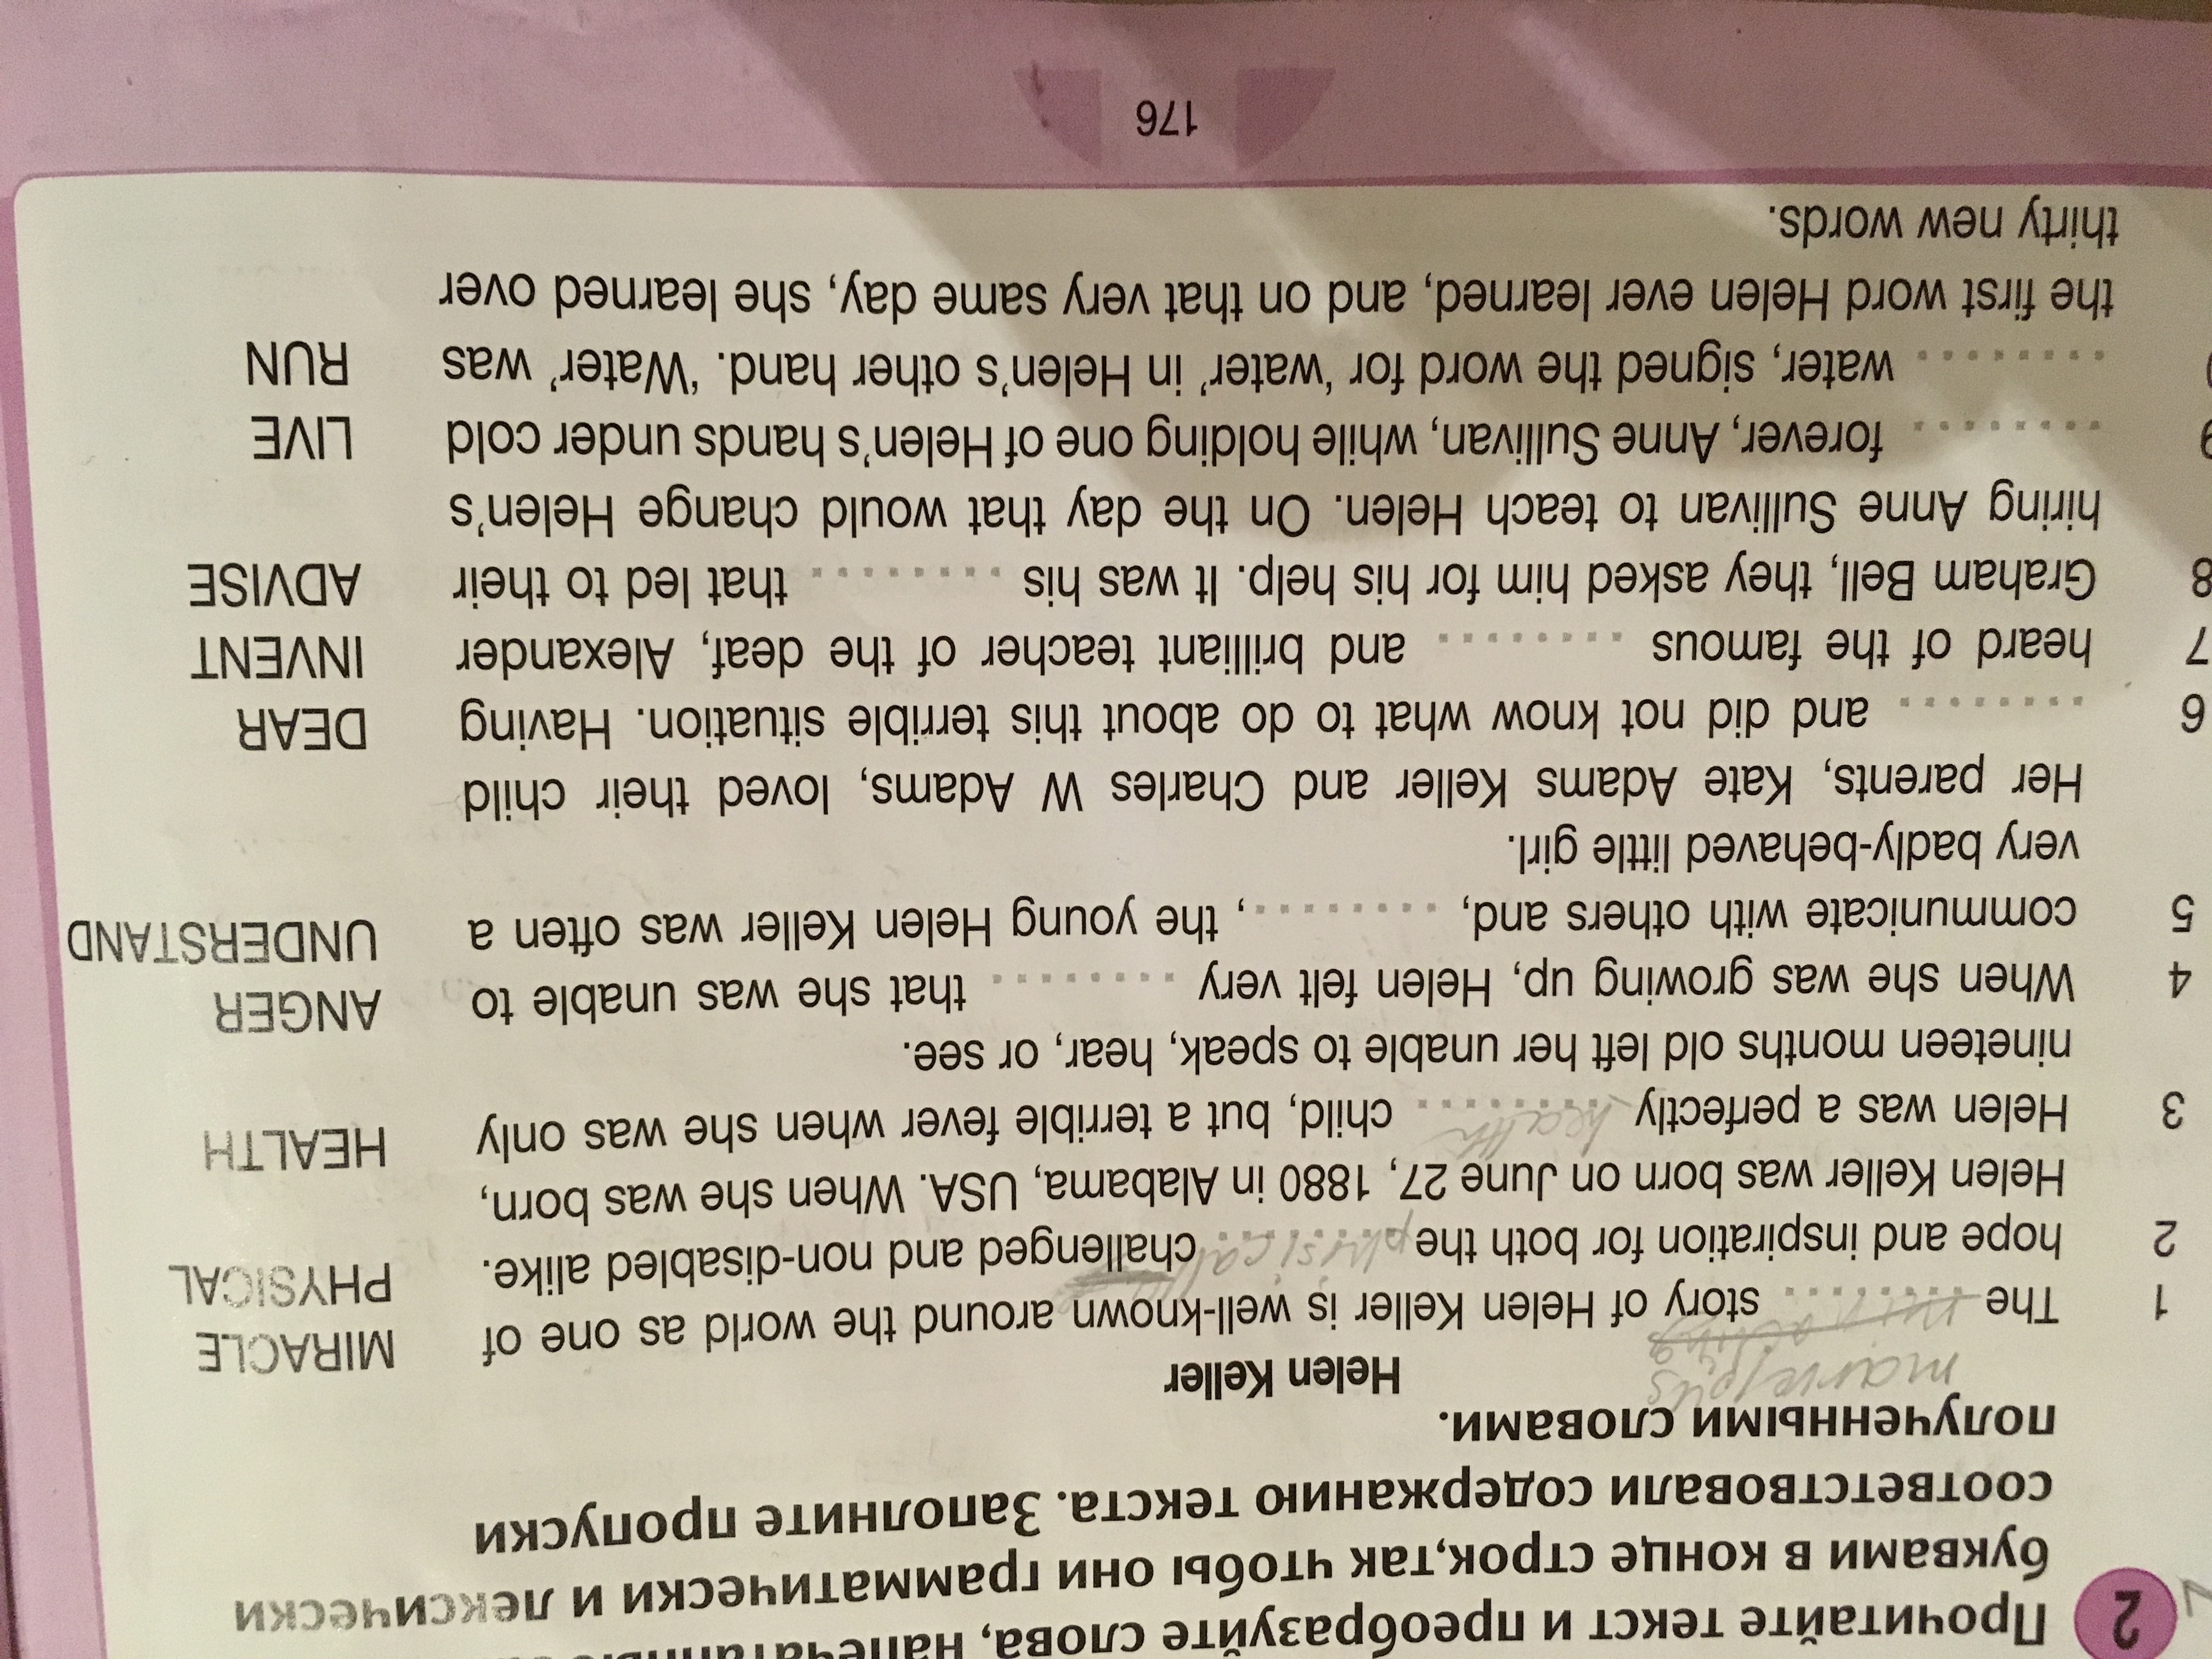 2 Прочитайте текст и преобразуйте слова,
буквами в конце строк,так, чтобы они грамматически и лексически
соответствовали содержанию текста. Заполните пропуски
полученными словами.
Helen Keller
1 The ......... story of Helen Keller is well-known around the world as one of MIRACLE
2 hope and inspiration for both the phisical challenged and non-disabled alike. PHYSICAL
Helen Keller was born on June 27, 1880 in Alabama, USA. When she was born,
3 Helen was a perfectly ......... child, but a terrible fever when she was only HEALTH
nineteen months old left her unable to speak, hear, or see.
4 When she was growing up, Helen felt very ......... that she was unable to ANGER
5 communicate with others and, ........., the young Helen Keller was often a UNDERSTAND
very badly-behaved little girl.
Her parents, Kate Adams Keller and Charles W Adams, loved their child
6 ......... and did not know what to do about this terrible situation. Having DEAR
7 heard of the famous ......... and brilliant teacher of the deaf, Alexander INVENT
8 Graham Bell, they asked him for his help. It was his ......... that led to their ADVISE
hiring Anne Sullivan to teach Helen. On the day that would change Helen's
9 ......... forever, Anne Sullivan, while holding one of Helen's hands under cold LIVE
......... water, signed the word for 'water' in Helen's other hand. 'Water' was RUN
the first word Helen ever learned, and on that very same day, she learned over
thirty new words.
176